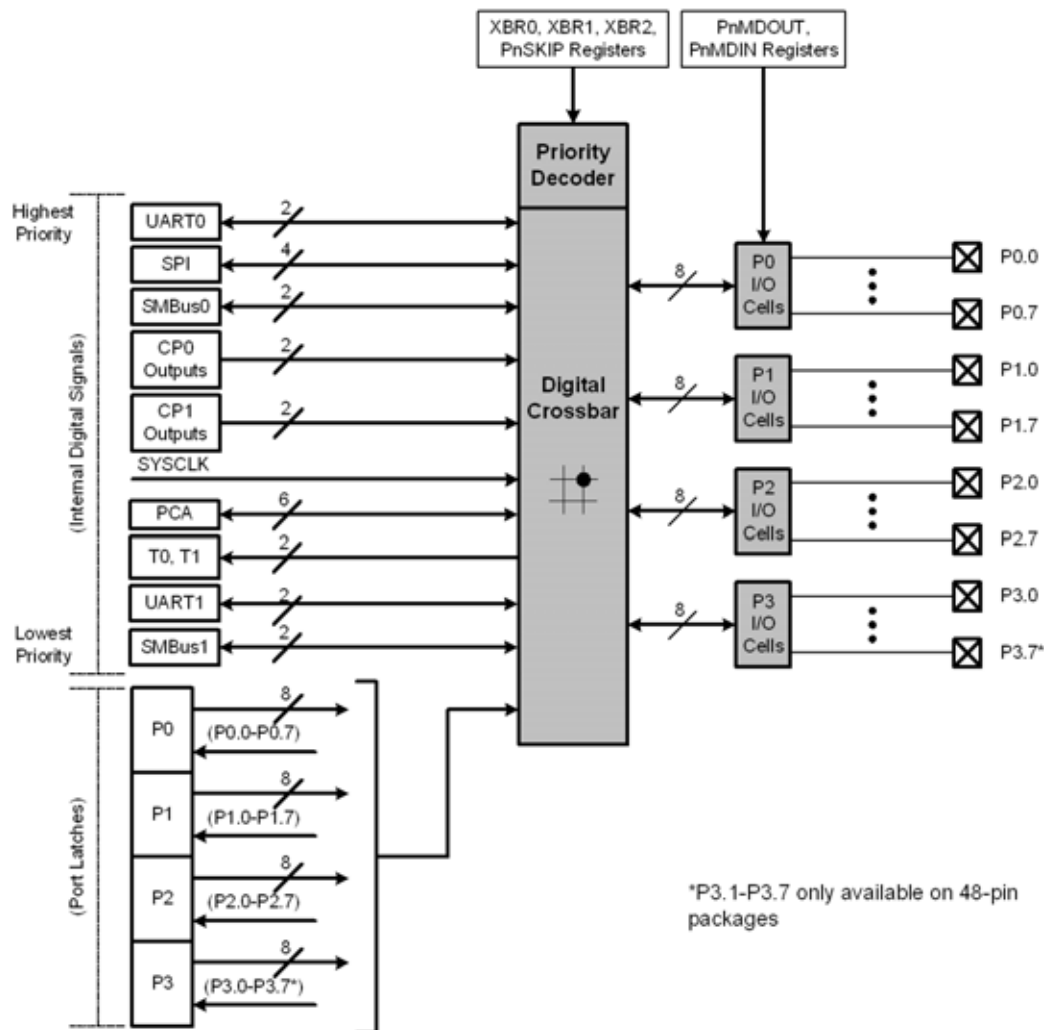 XBR0, XBR1, XBR2,
PnSKIP Registers
PnMDOUT,
PnMDIN Registers
Priority
Decoder
Highest
Priority
(Internal Digital Signals)
Lowest
Priority
UART0
2
SPI
4
SMBus0
2
CP0
Outputs
2
CP1
Outputs
2
SYSCLK
PCA
6
T0, T1
2
UART1
2
SMBus1
2
Digital
Crossbar
8
P0
I/O
Cells
P0.0
P0.7
8
P1
I/O
Cells
P1.0
P1.7
8
P2
I/O
Cells
P2.0
P2.7
8
P3
I/O
Cells
P3.0
P3.7*
(Port Latches)
P0
8
(P0.0-P0.7)
P1
8
(P1.0-P1.7)
P2
8
(P2.0-P2.7)
P3
8
(P3.0-P3.7*)
*P3.1-P3.7 only available on 48-pin
packages